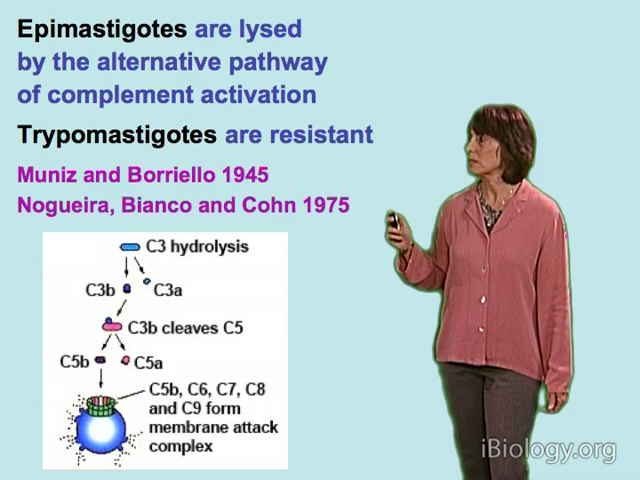 Epimastigotes are lysed
by the alternative pathway
of complement activation
Trypomastigotes are resistant
Muniz and Borriello 1945
Nogueira, Bianco and Cohn 1975
C3 hydrolysis
C3b C3a
C3b cleaves C5
C5b C5a
C5b, C6, C7, C8
and C9 form
membrane attack
complex
iBiology.org